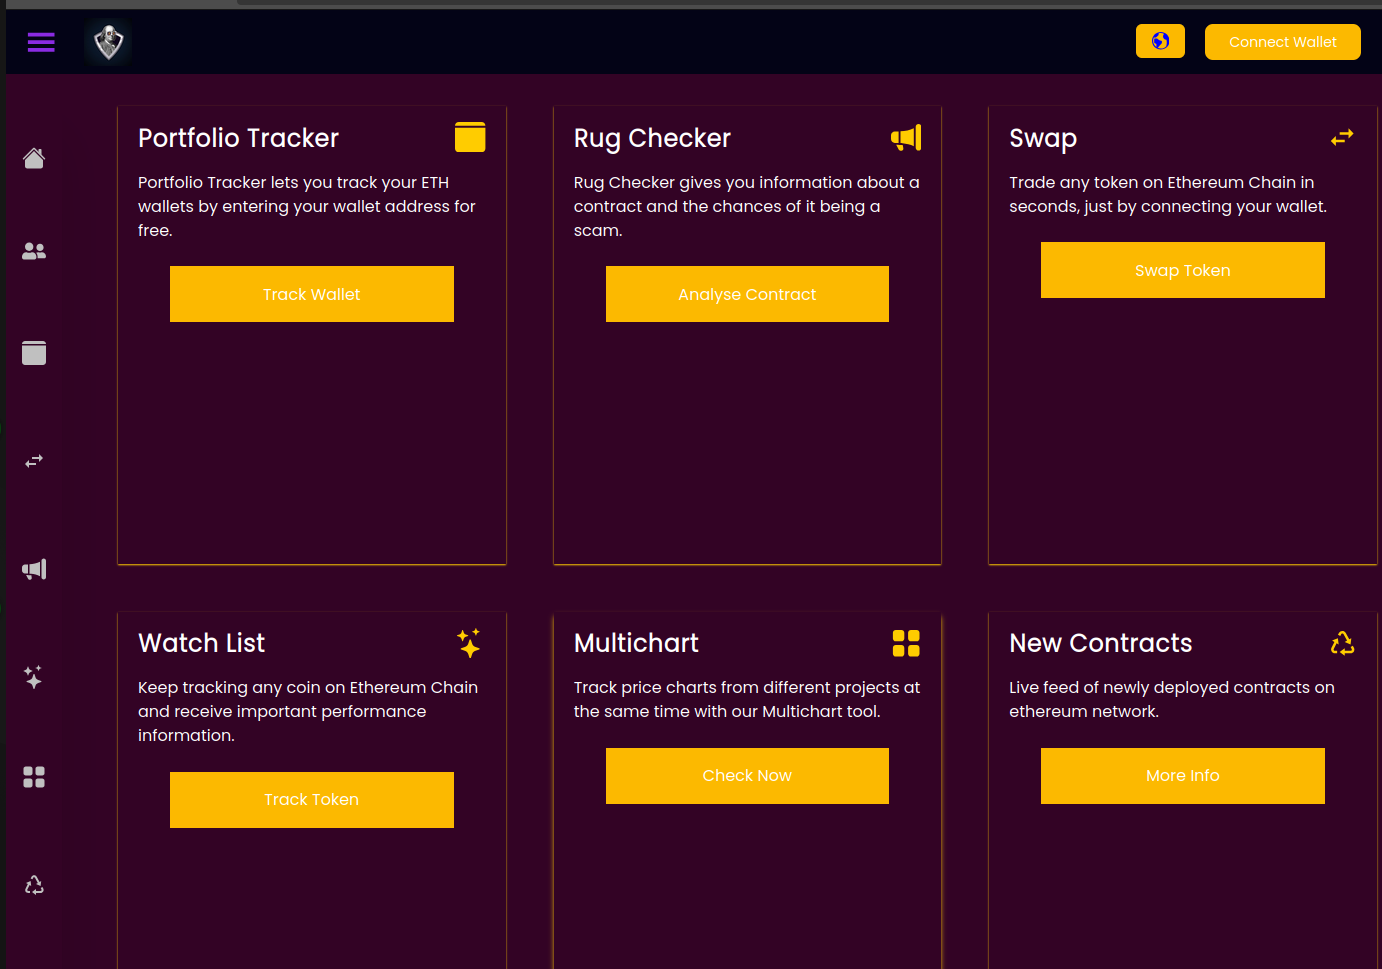 Connect Wallet
Portfolio Tracker
Portfolio Tracker lets you track your ETH
wallets by entering your wallet address for
free.
Track Wallet
Rug Checker
Rug Checker gives you information about a
contract and the chances of it being a
scam.
Analyse Contract
Swap
Trade any token on Ethereum Chain in
seconds, just by connecting your wallet.
Swap Token
Watch List
Keep tracking any coin on Ethereum Chain
and receive important performance
information.
Track Token
Multichart
Track price charts from different projects at
the same time with our Multichart tool.
Check Now
New Contracts
Live feed of newly deployed contracts on
ethereum network.
More Info